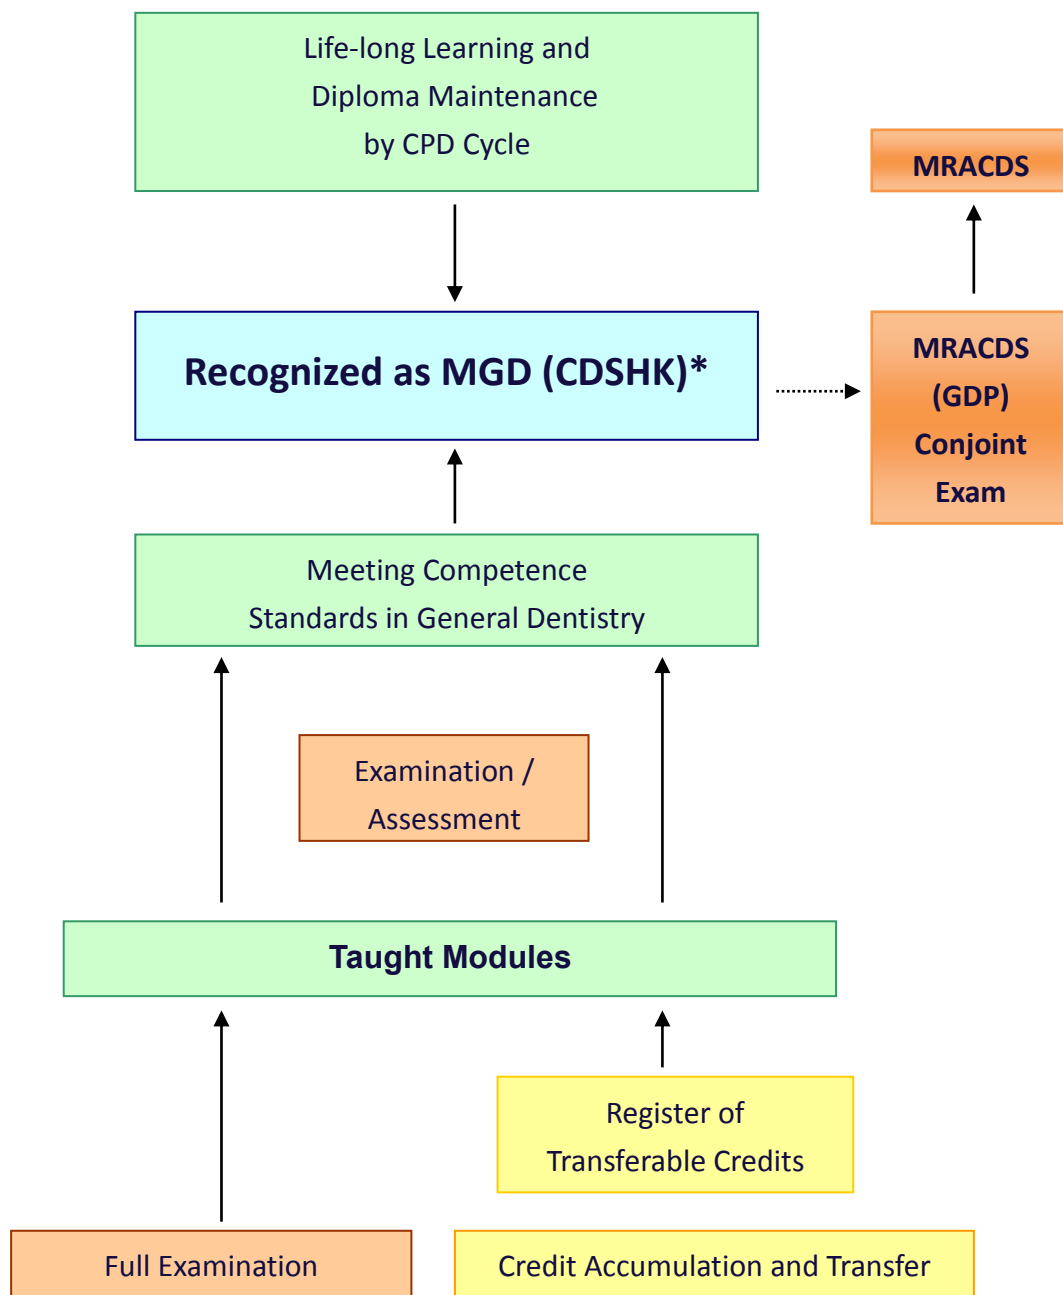 Life-long Learning and
Diploma Maintenance
by CPD Cycle
MRACDS
Recognized as MGD (CDSHK)*
MRACDS
(GDP)
Conjoint
Exam
Meeting Competence
Standards in General Dentistry
Examination /
Assessment
Taught Modules
Register of
Transferable Credits
Full Examination
Credit Accumulation and Transfer